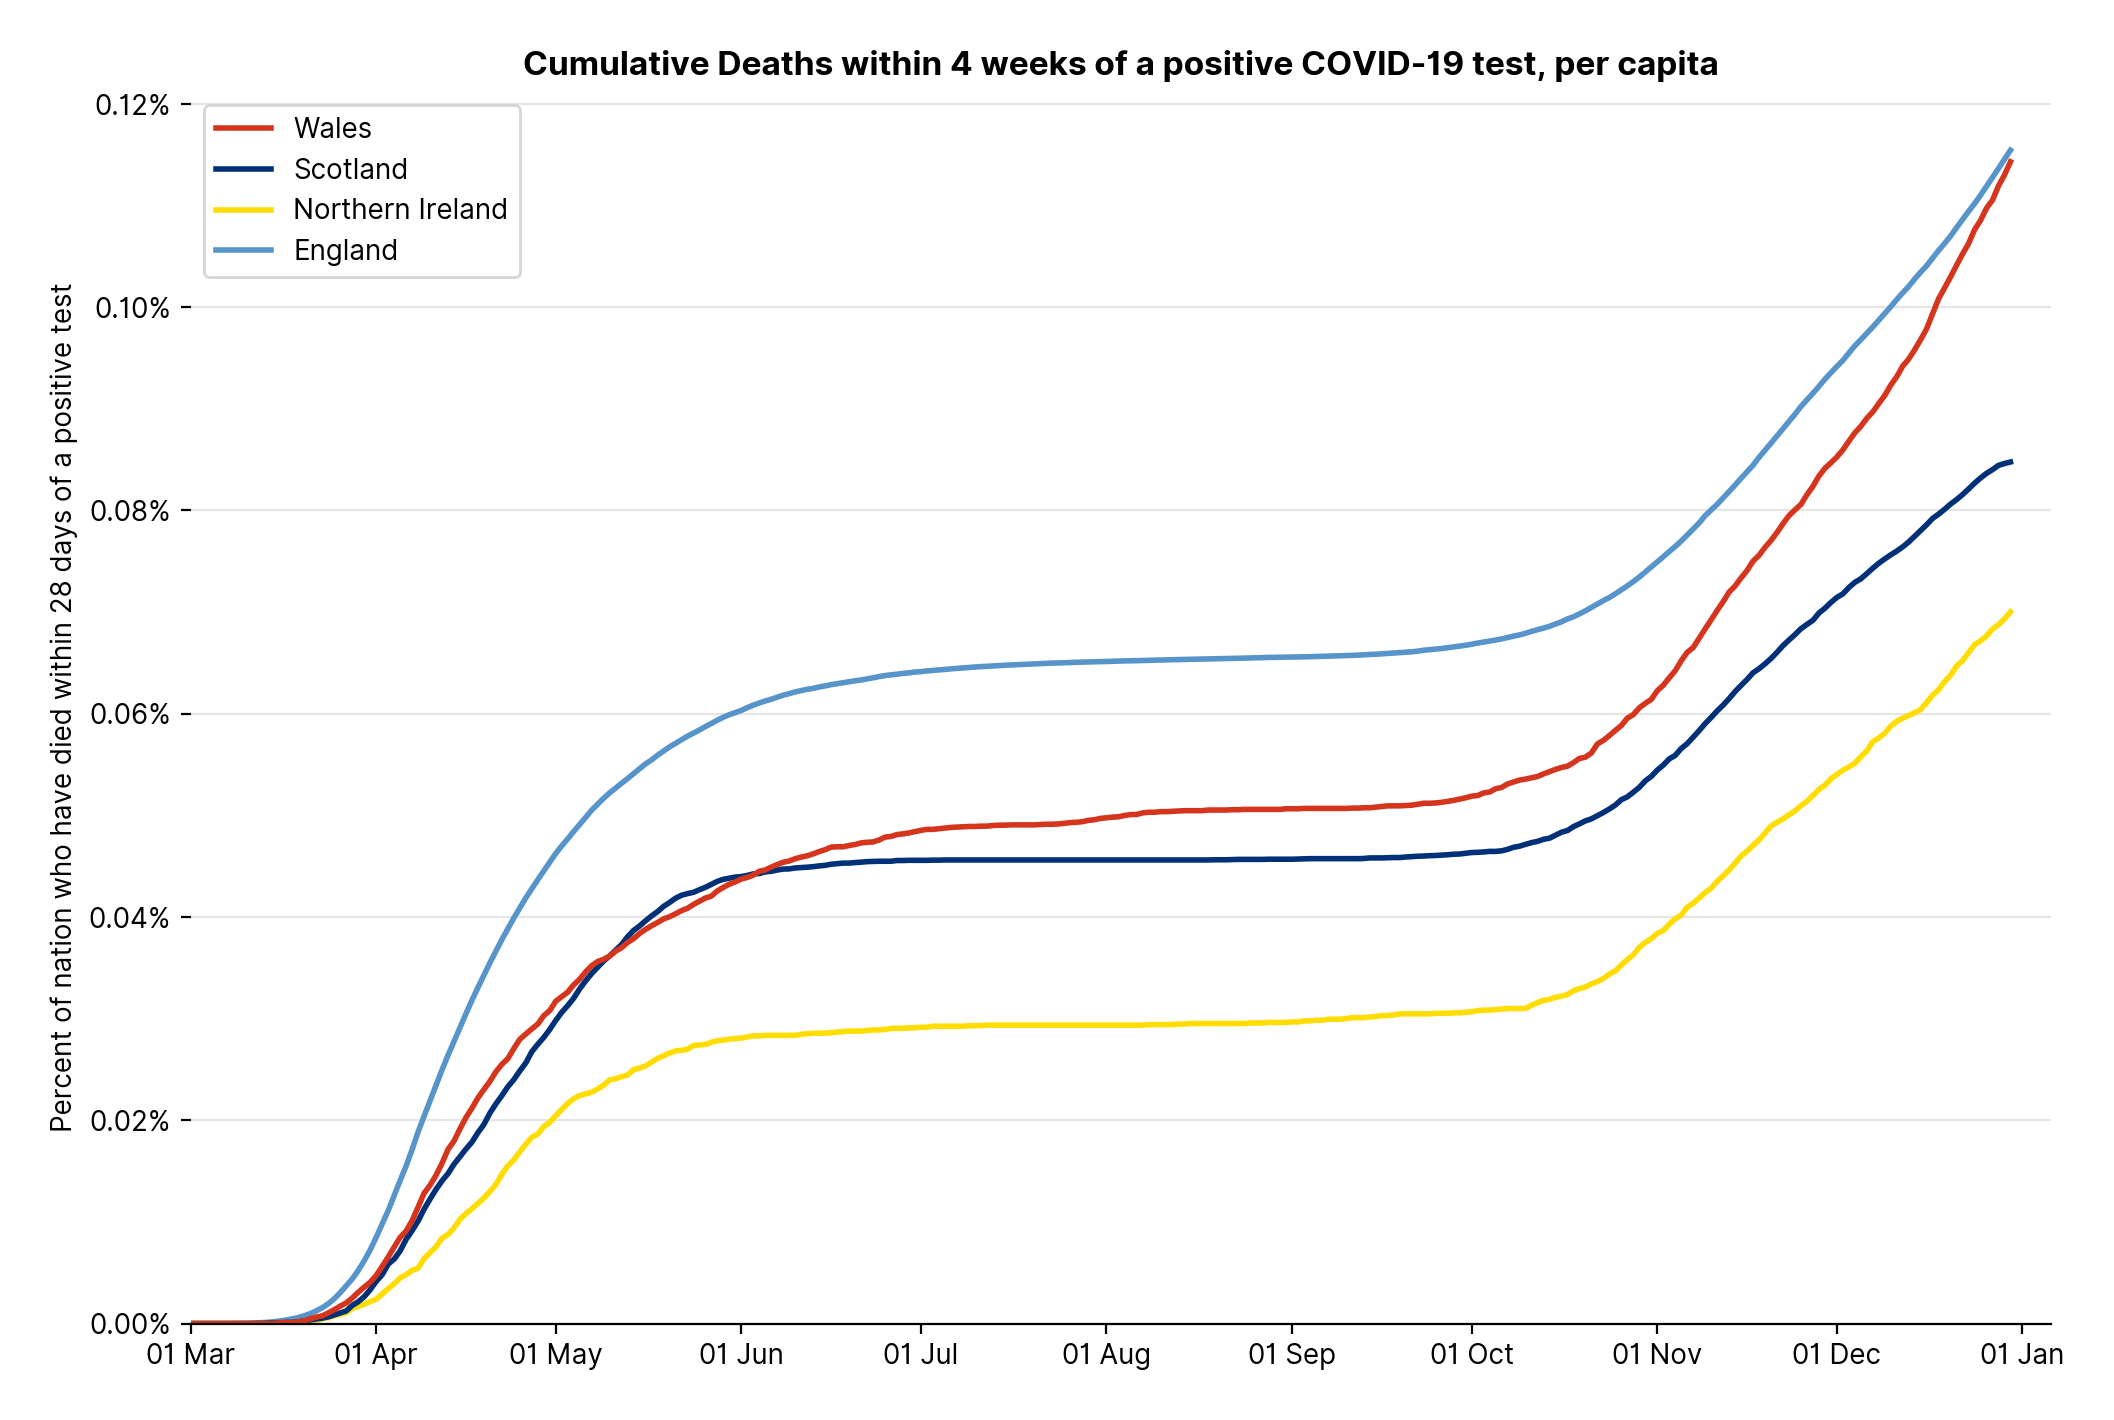 Cumulative Deaths within 4 weeks of a positive COVID-19 test, per capita
Percent of nation who have died within 28 days of a positive test
0.12%
0.10%
0.08%
0.06%
0.04%
0.02%
0.00%
Wales
Scotland
Northern Ireland
England
01 Mar
01 Apr
01 May
01 Jun
01 Jul
01 Aug
01 Sep
01 Oct
01 Nov
01 Dec
01 Jan